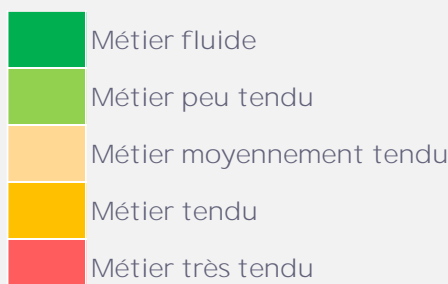 Métier fluide
Métier peu tendu
Métier moyennement tendu
Métier tendu
Métier très tendu